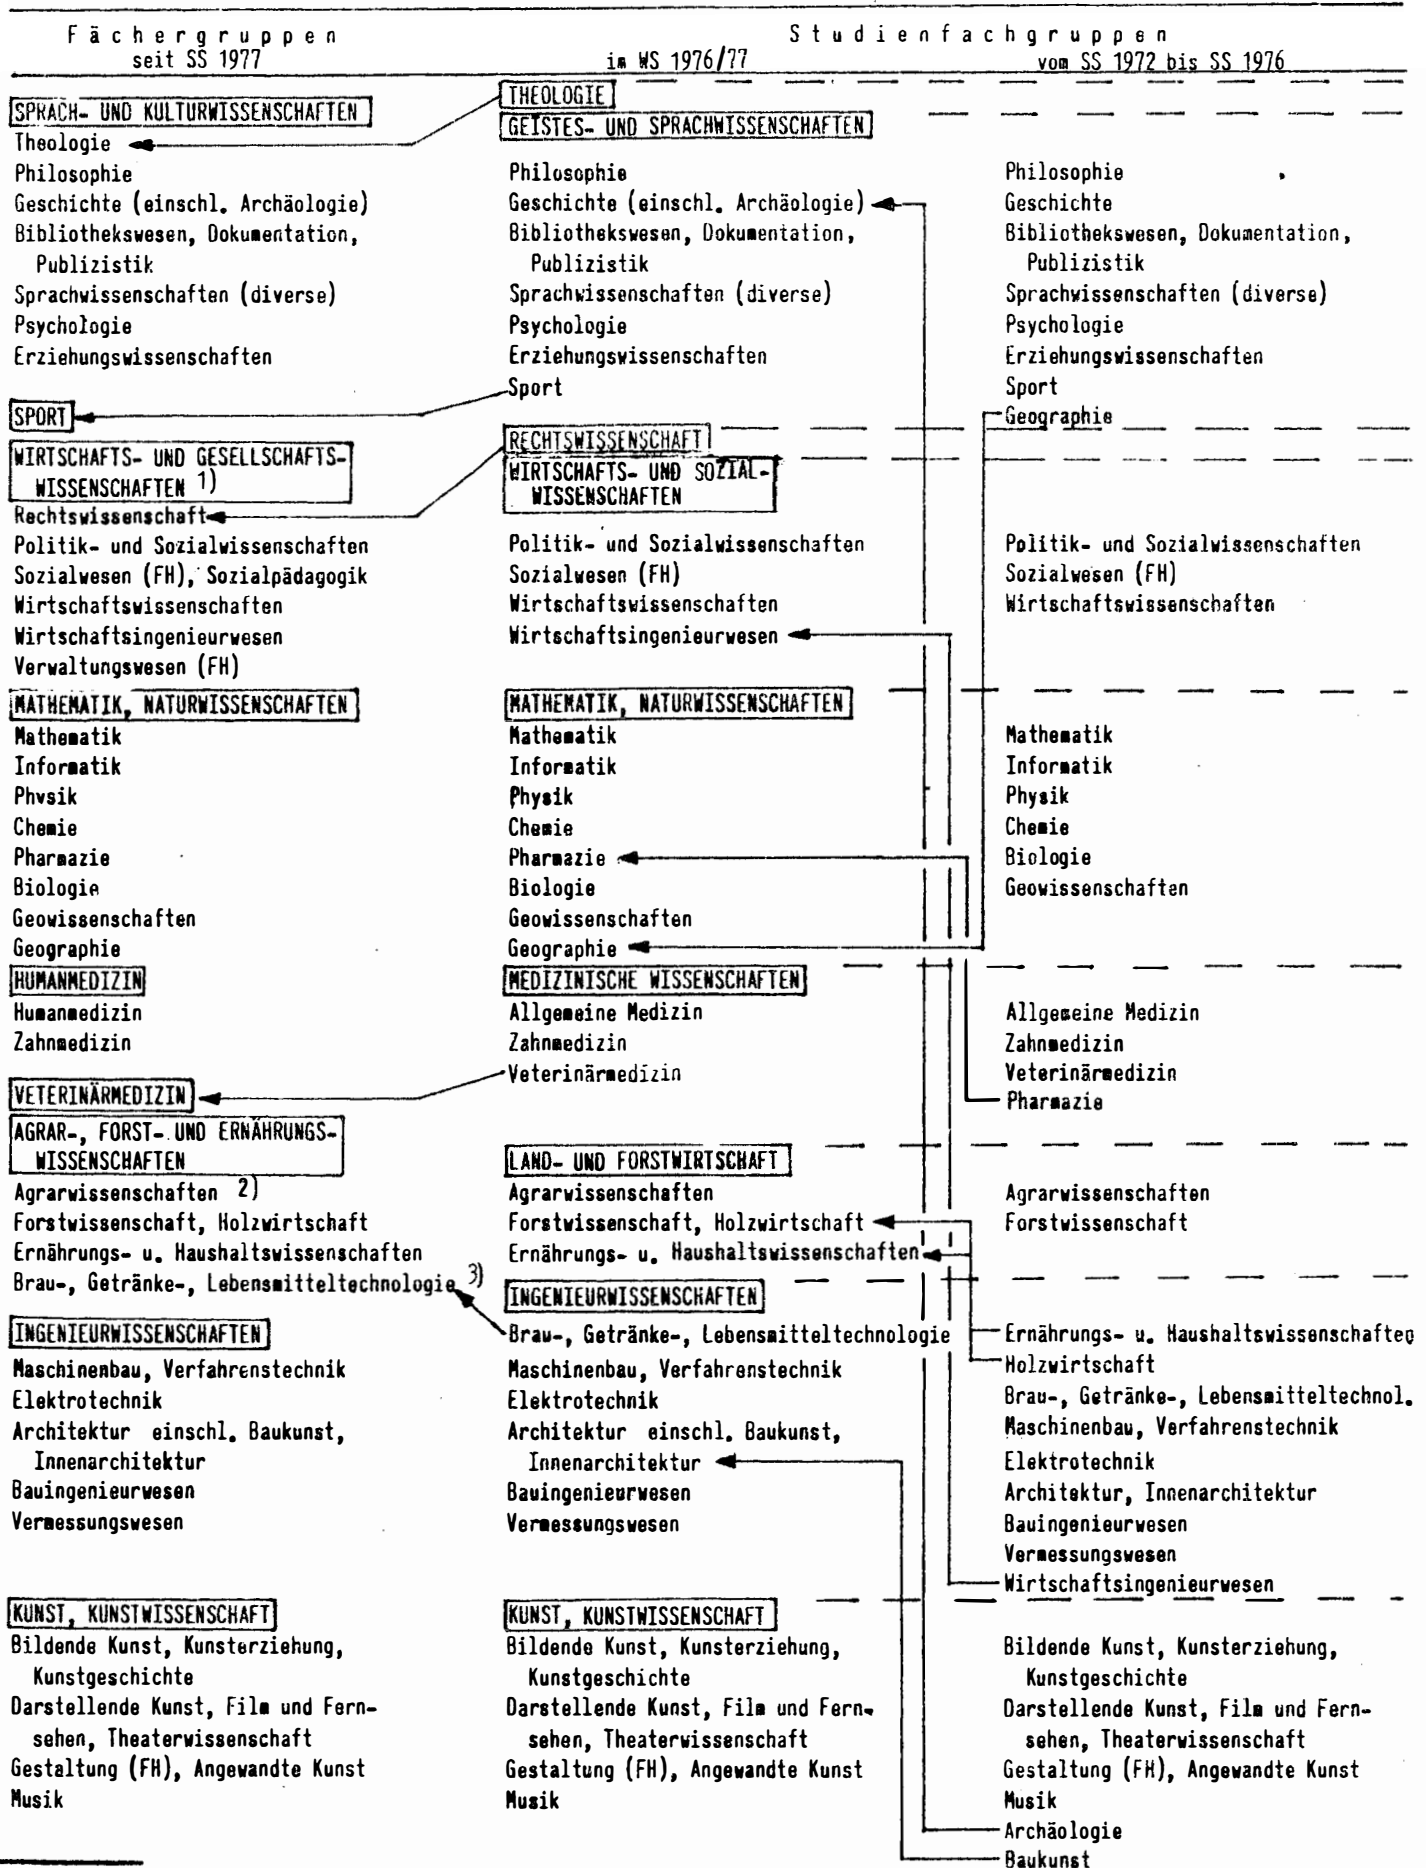 Fächergruppen
seit SS 1977
Studienfachgruppen
im WS 1976/77
vom SS 1972 bis SS 1976
SPRACH- UND KULTURWISSENSCHAFTEN
Theologie
Philosophie
Geschichte (einschl. Archäologie)
Bibliothekswesen, Dokumentation,
Publizistik
Sprachwissenschaften (diverse)
Psychologie
Erziehungswissenschaften
SPORT
WIRTSCHAFTS- UND GESELLSCHAFTS-
WISSENSCHAFTEN 1)
Rechtswissenschaft
Politik- und Sozialwissenschaften
Sozialwesen (FH), Sozialpädagogik
Wirtschaftswissenschaften
Wirtschaftsingenieurwesen
Verwaltungswesen (FH)
MATHEMATIK, NATURWISSENSCHAFTEN
Mathematik
Informatik
Physik
Chemie
Pharmazie
Biologie
Geowissenschaften
Geographie
HUMANMEDIZIN
Humanmedizin
Zahnmedizin
VETERINÄRMEDIZIN
AGRAR-, FORST- UND ERNÄHRUNGS-
WISSENSCHAFTEN
Agrarwissenschaften 2)
Forstwissenschaft, Holzwirtschaft
Ernährungs- u. Haushaltswissenschaften
Brau-, Getränke-, Lebensmitteltechnologie 3)
INGENIEURWISSENSCHAFTEN
Maschinenbau, Verfahrenstechnik
Elektrotechnik
Architektur einschl. Baukunst,
Innenarchitektur
Bauingenieurwesen
Vermessungswesen
KUNST, KUNSTWISSENSCHAFT
Bildende Kunst, Kunsterziehung,
Kunstgeschichte
Darstellende Kunst, Film und Fern-
sehen, Theaterwissenschaft
Gestaltung (FH), Angewandte Kunst
Musik
THEOLOGIE
GEISTES- UND SPRACHWISSENSCHAFTEN
Philosophie
Geschichte (einschl. Archäologie)
Bibliothekswesen, Dokumentation,
Publizistik
Sprachwissenschaften (diverse)
Psychologie
Erziehungswissenschaften
Sport
RECHTSWISSENSCHAFT
WIRTSCHAFTS- UND SOZIAL-
WISSENSCHAFTEN
Politik- und Sozialwissenschaften
Sozialwesen (FH)
Wirtschaftswissenschaften
Wirtschaftsingenieurwesen
MATHEMATIK, NATURWISSENSCHAFTEN
Mathematik
Informatik
Physik
Chemie
Pharmazie
Biologie
Geowissenschaften
Geographie
MEDIZINISCHE WISSENSCHAFTEN
Allgemeine Medizin
Zahnmedizin
Veterinärmedizin
LAND- UND FORSTWIRTSCHAFT
Agrarwissenschaften
Forstwissenschaft, Holzwirtschaft
Ernährungs- u. Haushaltswissenschaften
INGENIEURWISSENSCHAFTEN
Brau-, Getränke-, Lebensmitteltechnologie
Maschinenbau, Verfahrenstechnik
Elektrotechnik
Architektur einschl. Baukunst,
Innenarchitektur
Bauingenieurwesen
Vermessungswesen
KUNST, KUNSTWISSENSCHAFT
Bildende Kunst, Kunsterziehung,
Kunstgeschichte
Darstellende Kunst, Film und Fern-
sehen, Theaterwissenschaft
Gestaltung (FH), Angewandte Kunst
Musik
Philosophie
Geschichte
Bibliothekswesen, Dokumentation,
Publizistik
Sprachwissenschaften (diverse)
Psychologie
Erziehungswissenschaften
Sport
Geographie
Politik- und Sozialwissenschaften
Sozialwesen (FH)
Wirtschaftswissenschaften
Mathematik
Informatik
Physik
Chemie
Biologie
Geowissenschaften
Allgemeine Medizin
Zahnmedizin
Veterinärmedizin
Pharmazie
Agrarwissenschaften
Forstwissenschaft
Ernährungs- u. Haushaltswissenschaften
Holzwirtschaft
Brau-, Getränke-, Lebensmitteltechnol.
Maschinenbau, Verfahrenstechnik
Elektrotechnik
Architektur, Innenarchitektur
Bauingenieurwesen
Vermessungswesen
Wirtschaftsingenieurwesen
Bildende Kunst, Kunsterziehung,
Kunstgeschichte
Darstellende Kunst, Film und Fern-
sehen, Theaterwissenschaft
Gestaltung (FH), Angewandte Kunst
Musik
Archäologie
Baukunst